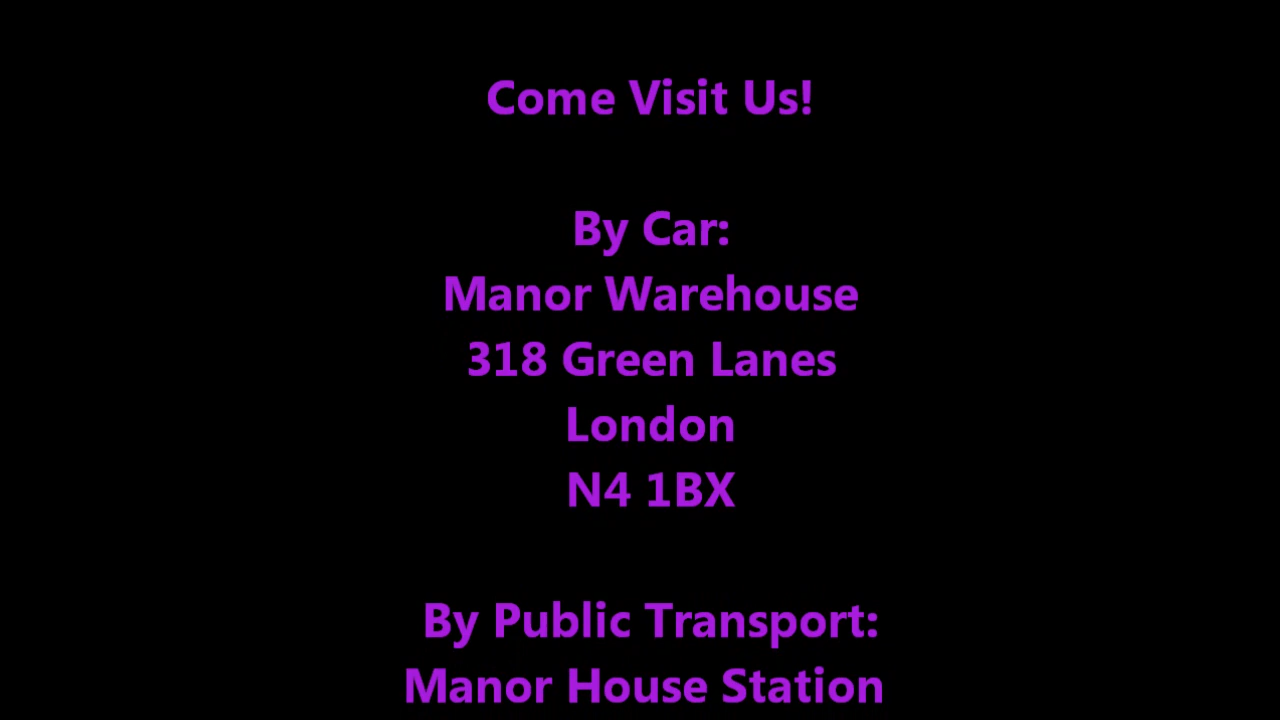 Come Visit Us!
By Car:
Manor Warehouse
318 Green Lanes
London
N4 1BX
By Public Transport:
Manor House Station